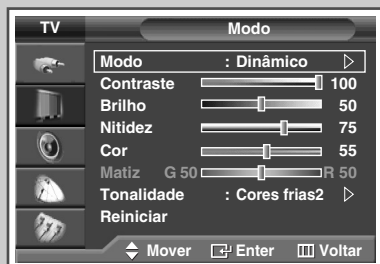 TV Modo
Modo : Dinâmico
Contraste 100
Brilho 50
Nitidez 75
Cor 55
Matiz G 50 R 50
Tonalidade : Cores frias2
Reiniciar
Mover Enter Voltar